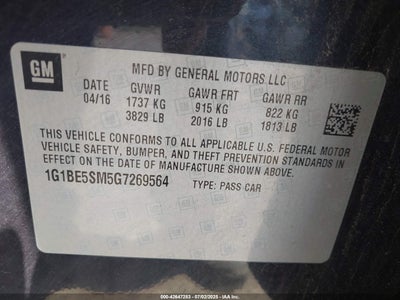 GM
MFD BY GENERAL MOTORS LLC
DATE GVWR GAWR FRT GAWR RR
04/16 1737 KG 915 KG 822 KG
3829 LB 2016 LB 1813 LB
THIS VEHICLE CONFORMS TO ALL APPLICABLE U.S. FEDERAL MOTOR
VEHICLE SAFETY, BUMPER, AND THEFT PREVENTION STANDARDS IN
EFFECT ON THE DATE OF MANUFACTURE SHOWN ABOVE.
1G1BE5SM5G7269564 TYPE: PASS CAR
000-42647263 - 07/02/2025 - IAA Inc.